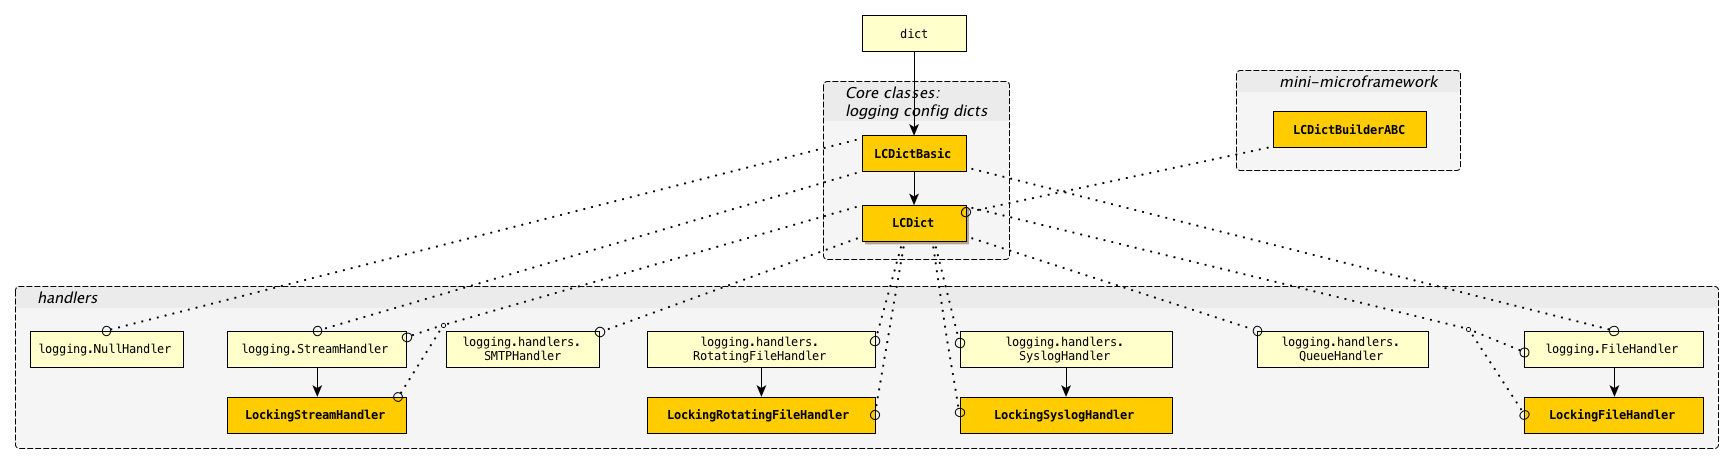 dict
Core classes:
logging config dicts
mini-microframework
LCDictBuilderABC
LCDictBasic
LCDict
handlers
logging.NullHandler
logging.StreamHandler
logging.handlers.
SMTPHandler
logging.handlers.
RotatingFileHandler
logging.handlers.
SyslogHandler
logging.handlers.
QueueHandler
logging.FileHandler
LockingStreamHandler
LockingRotatingFileHandler
LockingSyslogHandler
LockingFileHandler